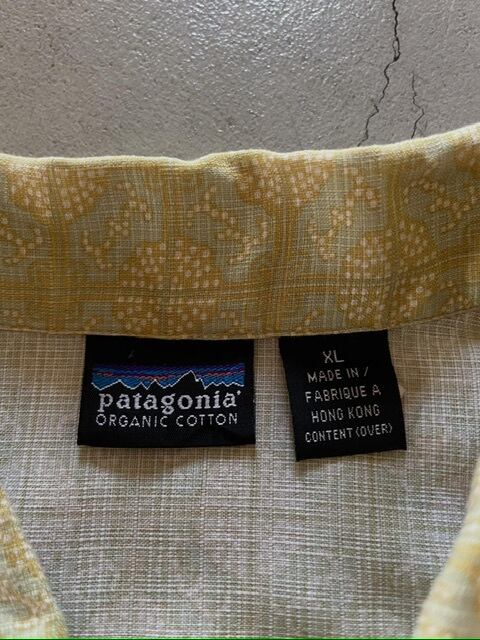 patagonia®
ORGANIC COTTON
XL
MADE IN /
FABRIQUE A
HONG KONG
CONTENT (OVER)